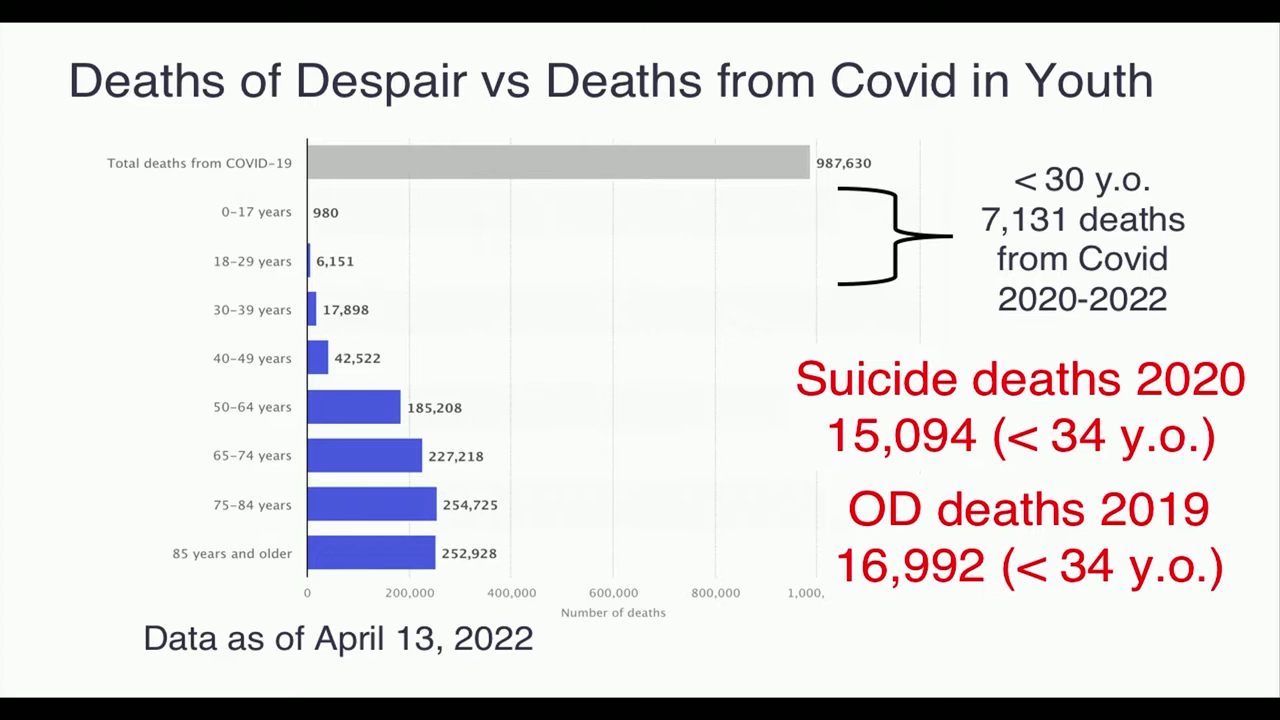 Deaths of Despair vs Deaths from Covid in Youth
Total deaths from COVID-19 987,630
0-17 years 980
18-29 years 6,151
30-39 years 17,898
40-49 years 42,522
50-64 years 185,208
65-74 years 227,218
75-84 years 254,725
85 years and older 252,928
0 200,000 400,000 600,000 800,000 1,000,
Number of deaths
Data as of April 13, 2022
< 30 y.o.
7,131 deaths
from Covid
2020-2022
Suicide deaths 2020
15,094 (< 34 y.o.)
OD deaths 2019
16,992 (< 34 y.o.)